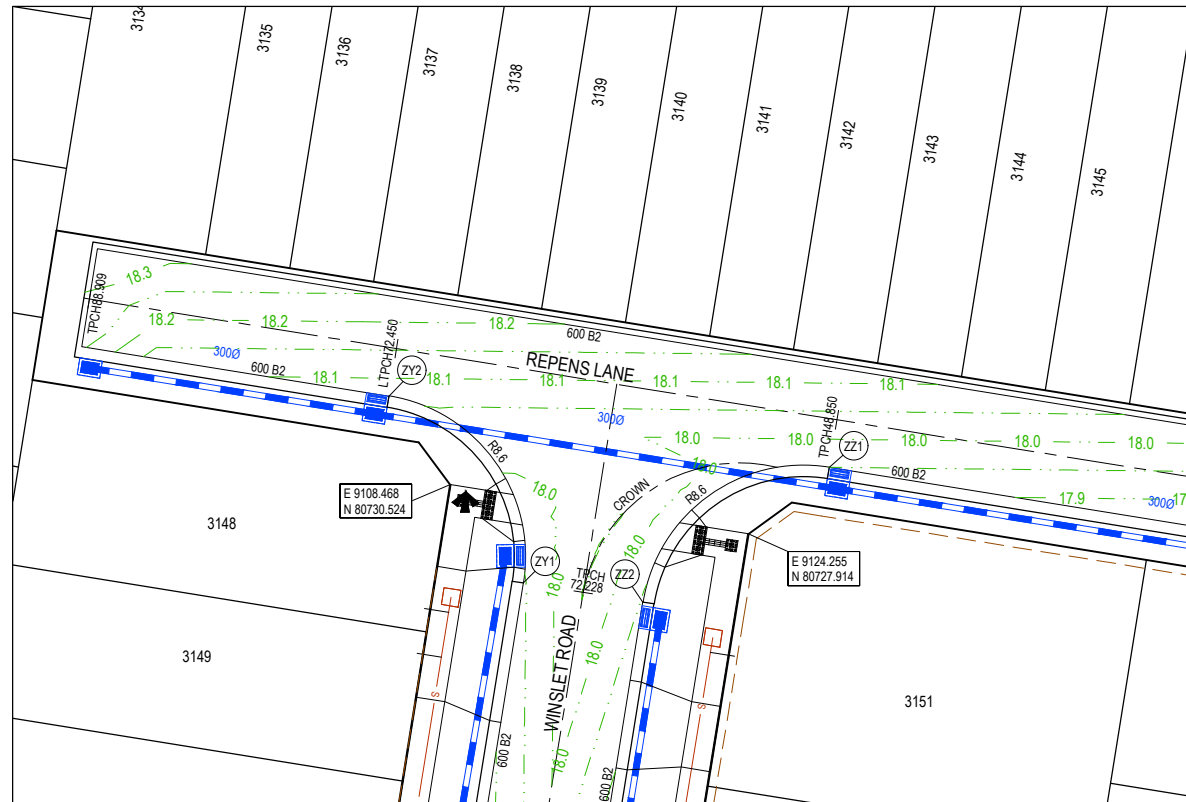 3134
3135
3136
3137
3138
3139
3140
3141
3142
3143
3144
3145
18.3
TPCH88.909
18.2
18.2
18.2
600 B2
300Ø
LTPCH72.450
REPENS LANE
600 B2
18.1
ZY2
18.1
18.1
18.1
18.1
18.1
300Ø
TPCH48.850
18.0
18.0
18.0
18.0
18.0
ZZ1
R8.6
18.0
600 B2
17.9
17
300Ø
E 9108.468
N 80730.524
18.0
CROWN
R8.6
3148
18.0
ZY1
18.0
TPCH
72.228
ZZ2
E 9124.255
N 80727.914
3149
18.0
WINSLET ROAD
S
S
3151
600 B2
18.0
600 B2